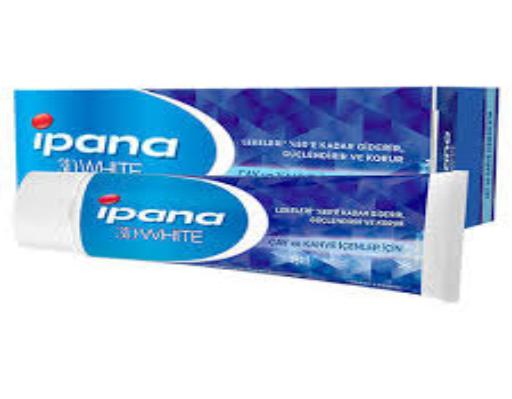 ipana
3D WHITE
LEKELERİ %80'E KADAR GİDERİR,
GÜÇLENDİRİR VE KORUR
ipana
3D WHITE
LEKELERİ %80'E KADAR GİDERİR,
GÜÇLENDİRİR VE KORUR
ÇAY ve KAHVE İÇENLER İÇİN
ipana